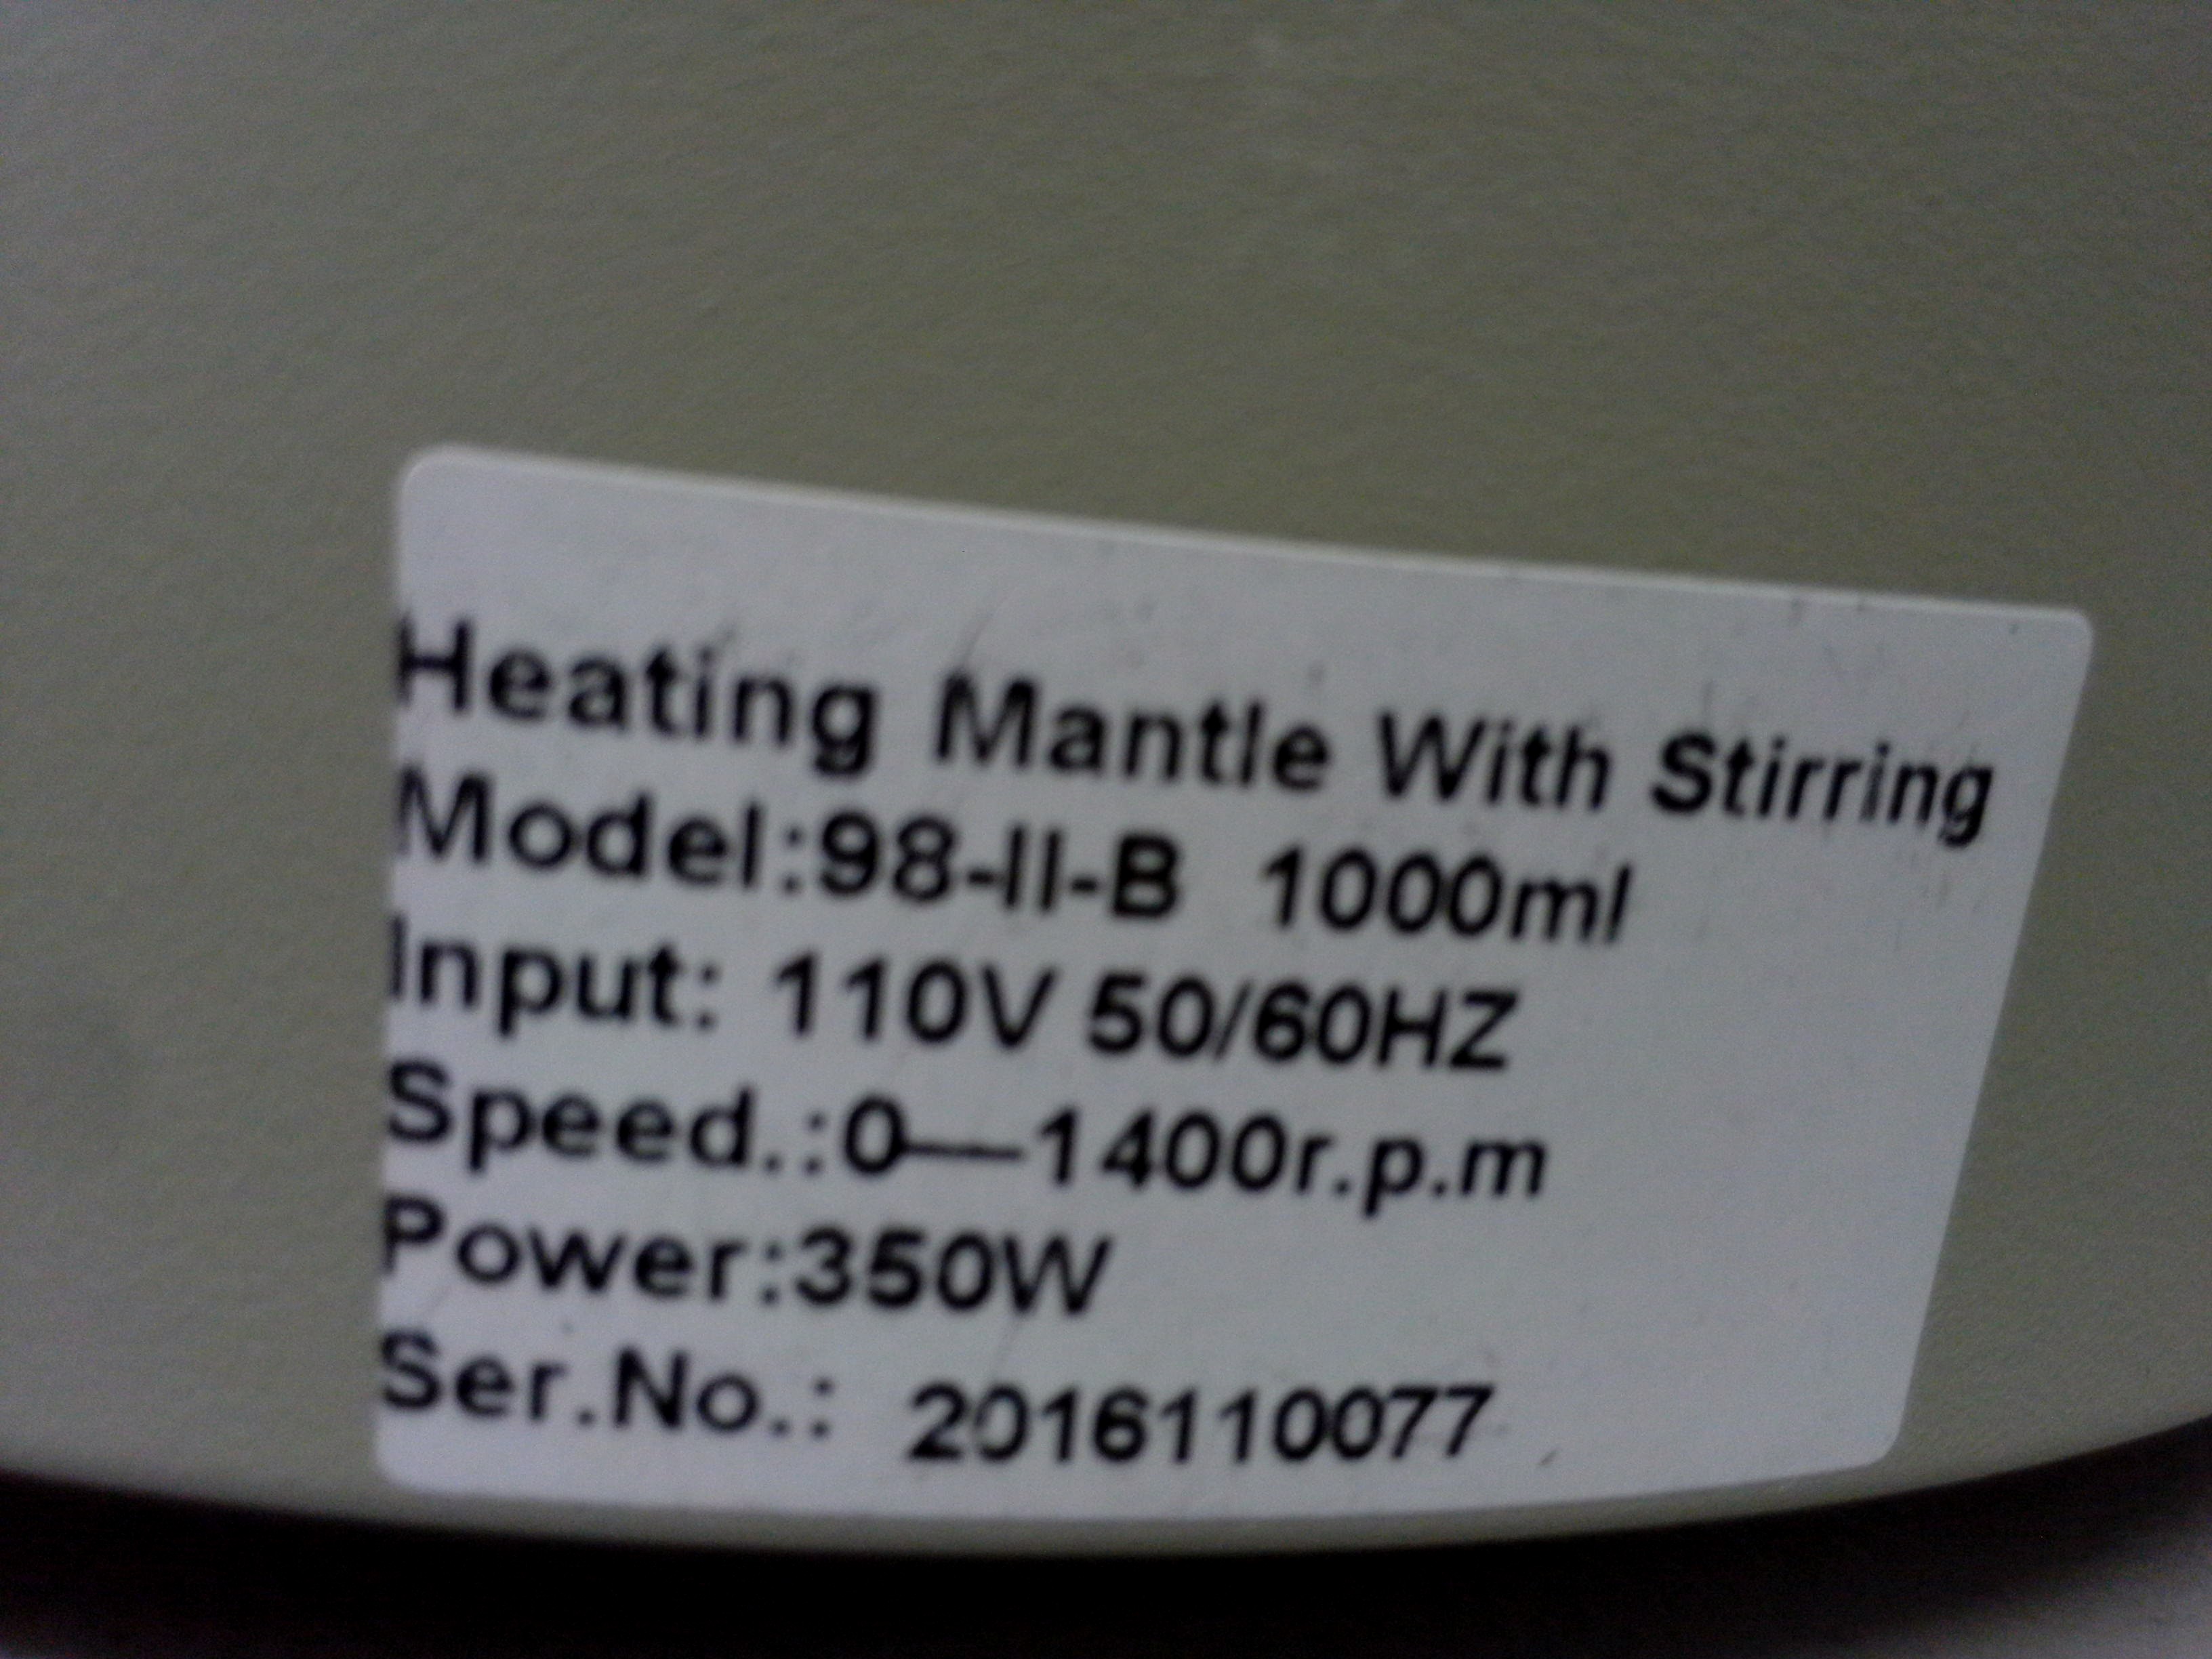 Heating Mantle With Stirring
Model:98-II-B 1000ml
Input: 110V 50/60HZ
Speed.:0—1400r.p.m
Power:350W
Ser.No.: 2016110077